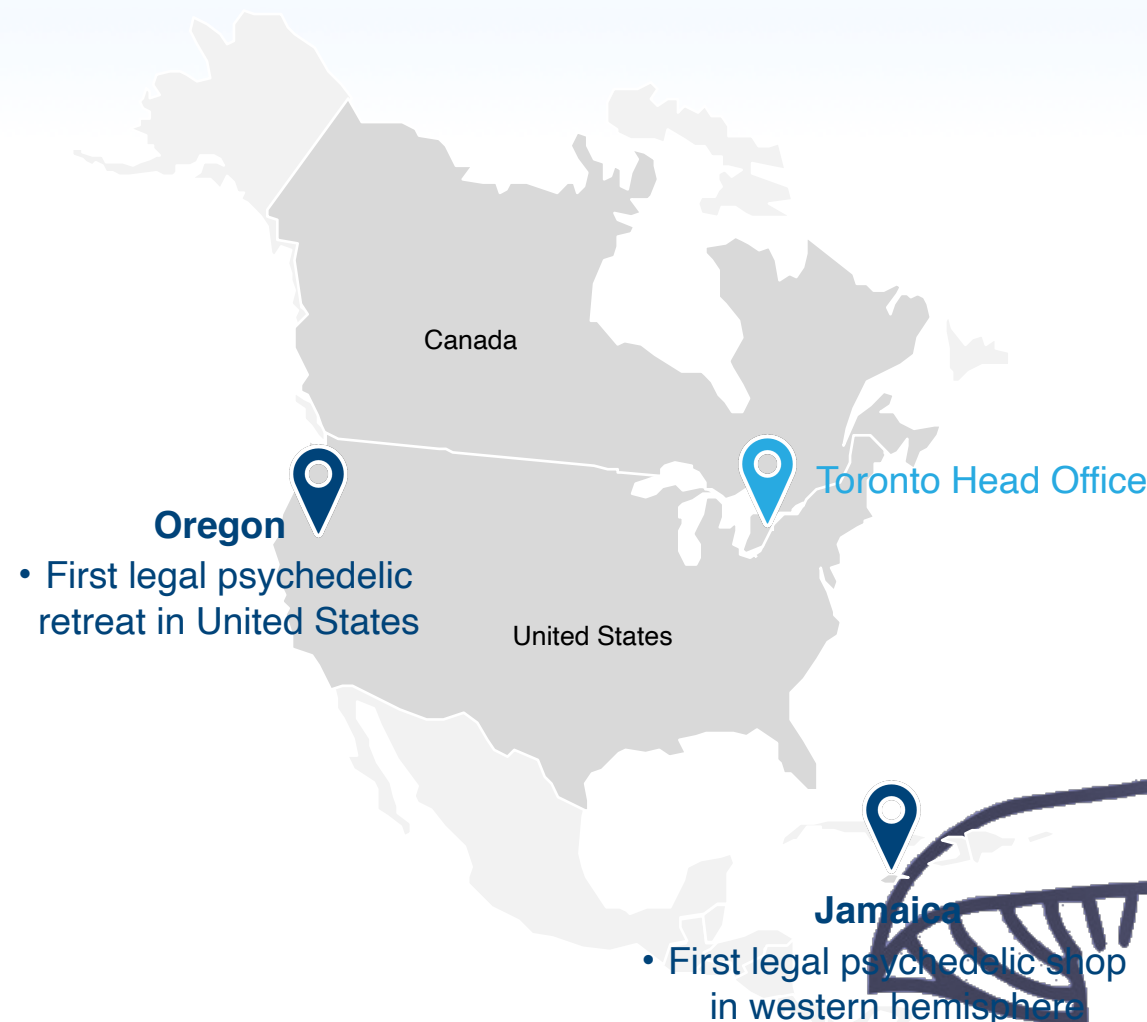 Canada
Toronto Head Office
Oregon
• First legal psychedelic
retreat in United States
United States
Jamaica
• First legal psychedelic shop
in western hemisphere